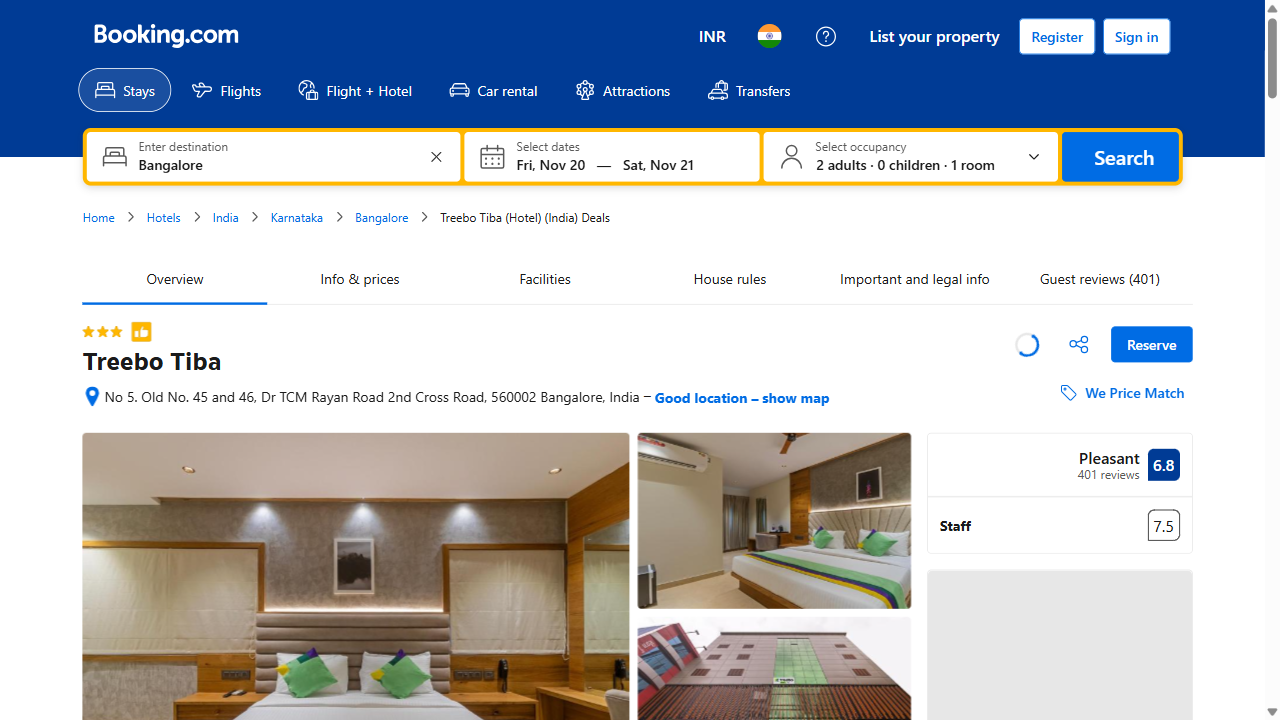 Booking.com
INR
List your property
Register
Sign in
Stays
Flights
Flight + Hotel
Car rental
Attractions
Transfers
Enter destination
Bangalore
Select dates
Fri, Nov 20 — Sat, Nov 21
Select occupancy
2 adults · 0 children · 1 room
Search
Home > Hotels > India > Karnataka > Bangalore > Treebo Tiba (Hotel) (India) Deals
Overview
Info & prices
Facilities
House rules
Important and legal info
Guest reviews (401)
Treebo Tiba
Reserve
No 5. Old No. 45 and 46, Dr TCM Rayan Road 2nd Cross Road, 560002 Bangalore, India – Good location – show map
We Price Match
Pleasant
401 reviews
6.8
Staff
7.5